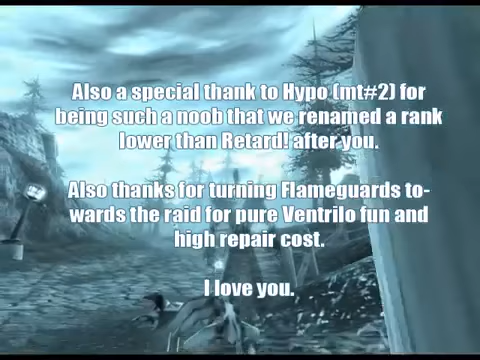 Also a special thank to Hypo (mt#2) for
being such a noob that we renamed a rank
lower than Retard! after you.
Also thanks for turning Flameguards to-
wards the raid for pure Ventrilo fun and
high repair cost.
I love you.